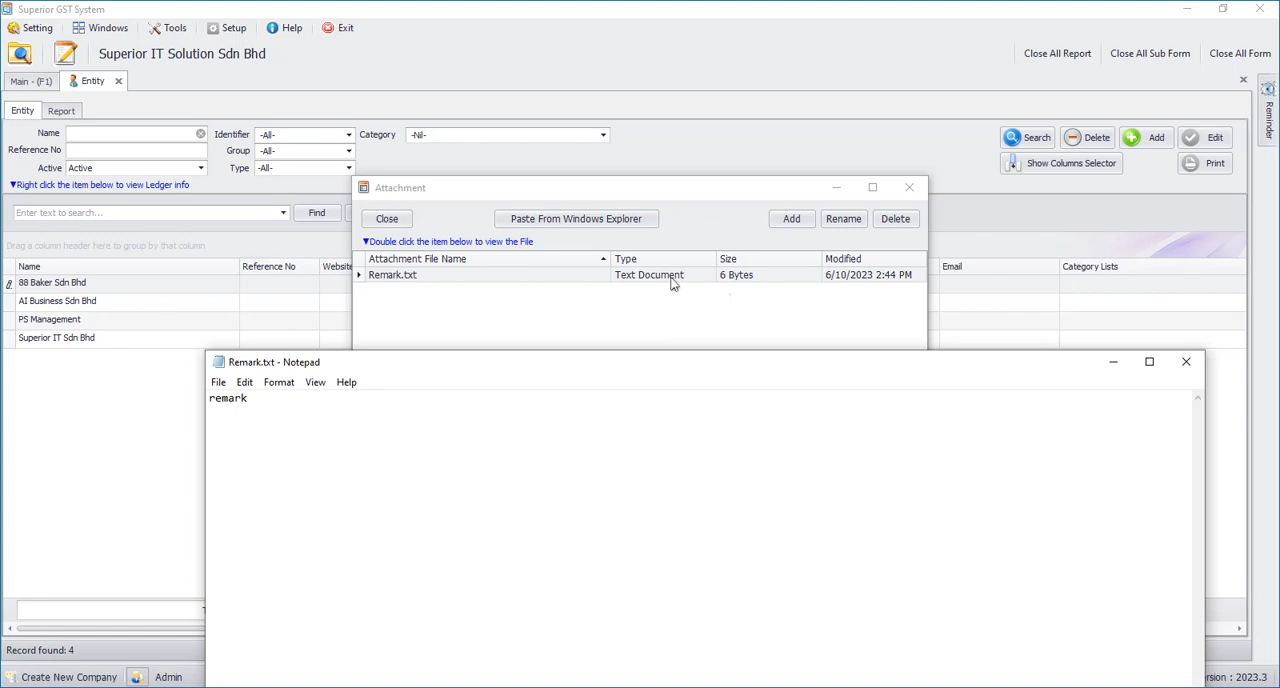 Superior GST System
Setting Windows Tools Setup Help Exit
Superior IT Solution Sdn Bhd Close All Report Close All Sub Form Close All Form
Main - (F1) Entity
Entity Report
Name Identifier -All- Category -Nil- Search Delete Add Edit
Reference No Group -All-
Active Active Type -All- Show Columns Selector Print
▼Right click the item below to view Ledger info
Reminder
Attachment
Enter text to search... Find Close Paste From Windows Explorer Add Rename Delete
▼Double click the item below to view the File
Drag a column header here to group by that column
Attachment File Name Type Size Modified
Name Reference No Website Email Category Lists
Remark.txt Text Document 6 Bytes 6/10/2023 2:44 PM
88 Baker Sdn Bhd
AI Business Sdn Bhd
PS Management
Superior IT Sdn Bhd
Remark.txt - Notepad
File Edit Format View Help
remark
Record found: 4
Create New Company Admin rsion : 2023.3